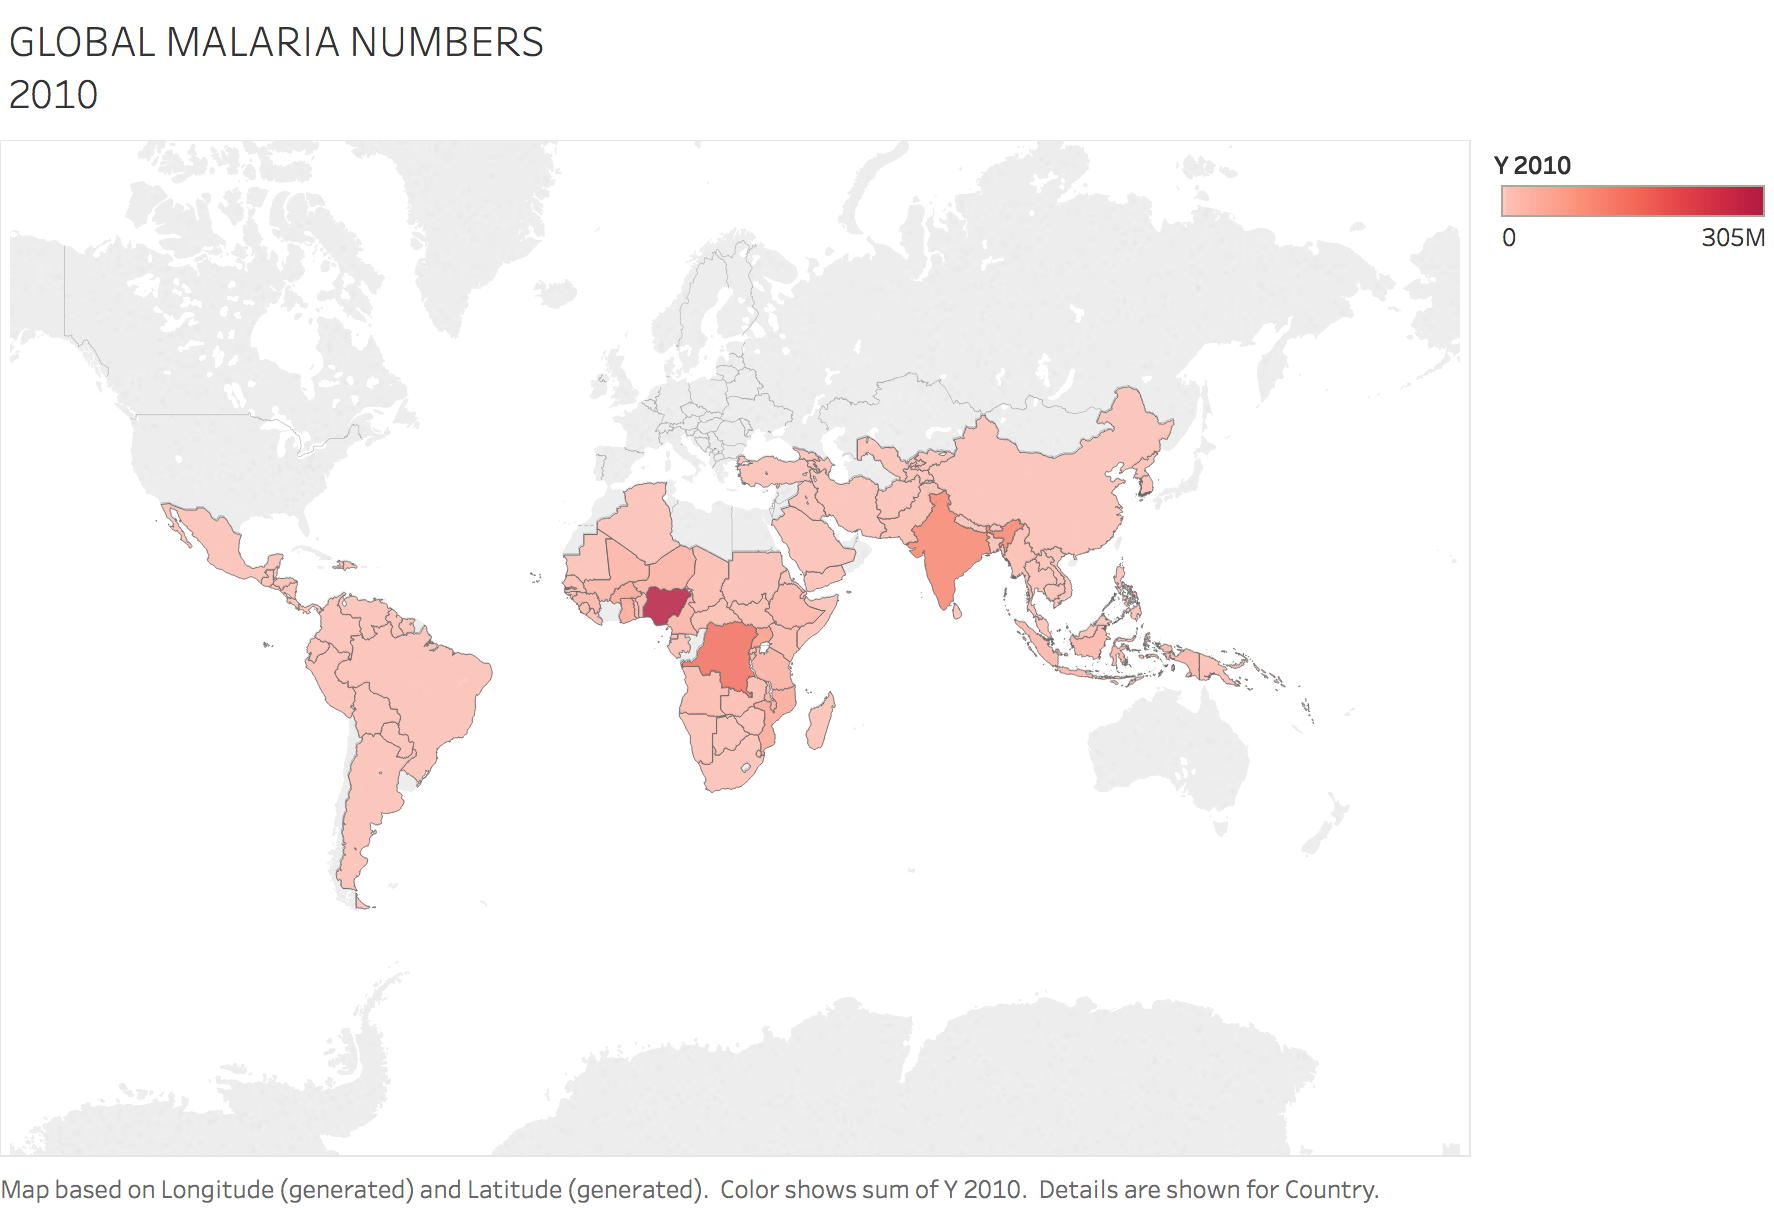 GLOBAL MALARIA NUMBERS
2010
Y 2010
0 305M
Map based on Longitude (generated) and Latitude (generated).  Color shows sum of Y 2010.  Details are shown for Country.